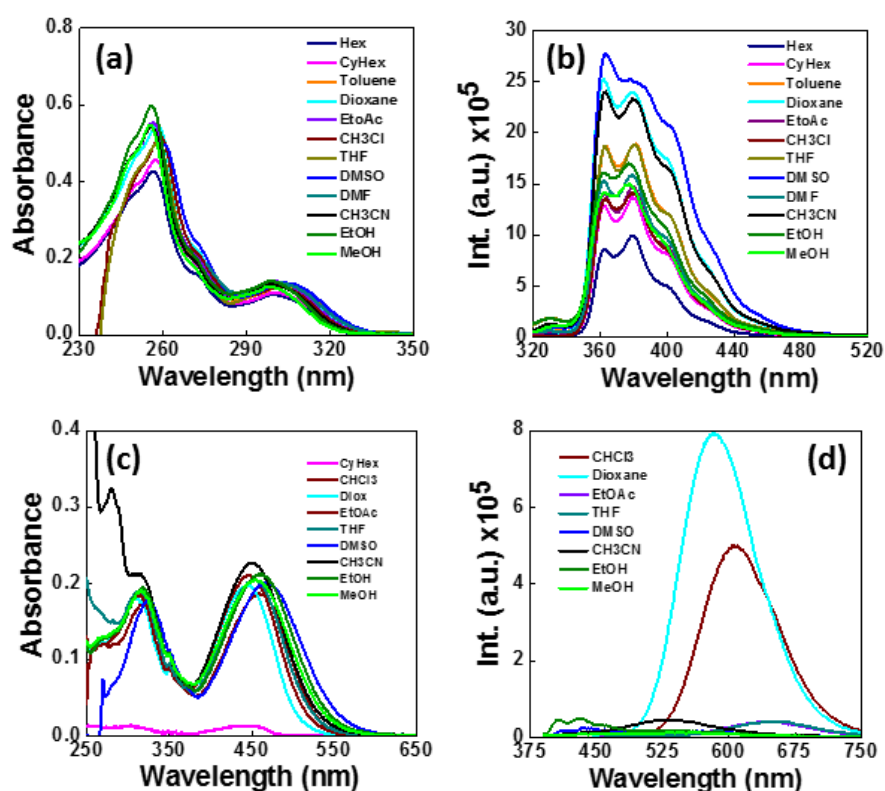 (a)
0.8
0.6
0.4
0.2
0.0
Absorbance
230 260 290 320 350
Wavelength (nm)
Hex
CyHex
Toluene
Dioxane
EtoAc
CH3Cl
THF
DMSO
DMF
CH3CN
EtOH
MeOH
(b)
30
25
20
15
10
5
0
Int. (a.u.) x10⁵
320 360 400 440 480 520
Wavelength (nm)
Hex
CyHex
Toluene
Dioxane
EtoAc
CH3Cl
THF
DMSO
DMF
CH3CN
EtOH
MeOH
(c)
0.4
0.3
0.2
0.1
0.0
Absorbance
250 350 450 550 650
Wavelength (nm)
CyHex
CHCl3
Diox
EtOAc
THF
DMSO
CH3CN
EtOH
MeOH
(d)
8
6
4
2
0
Int. (a.u.) x10⁵
375 450 525 600 675 750
Wavelength (nm)
CHCl3
Dioxane
EtOAc
THF
DMSO
CH3CN
EtOH
MeOH